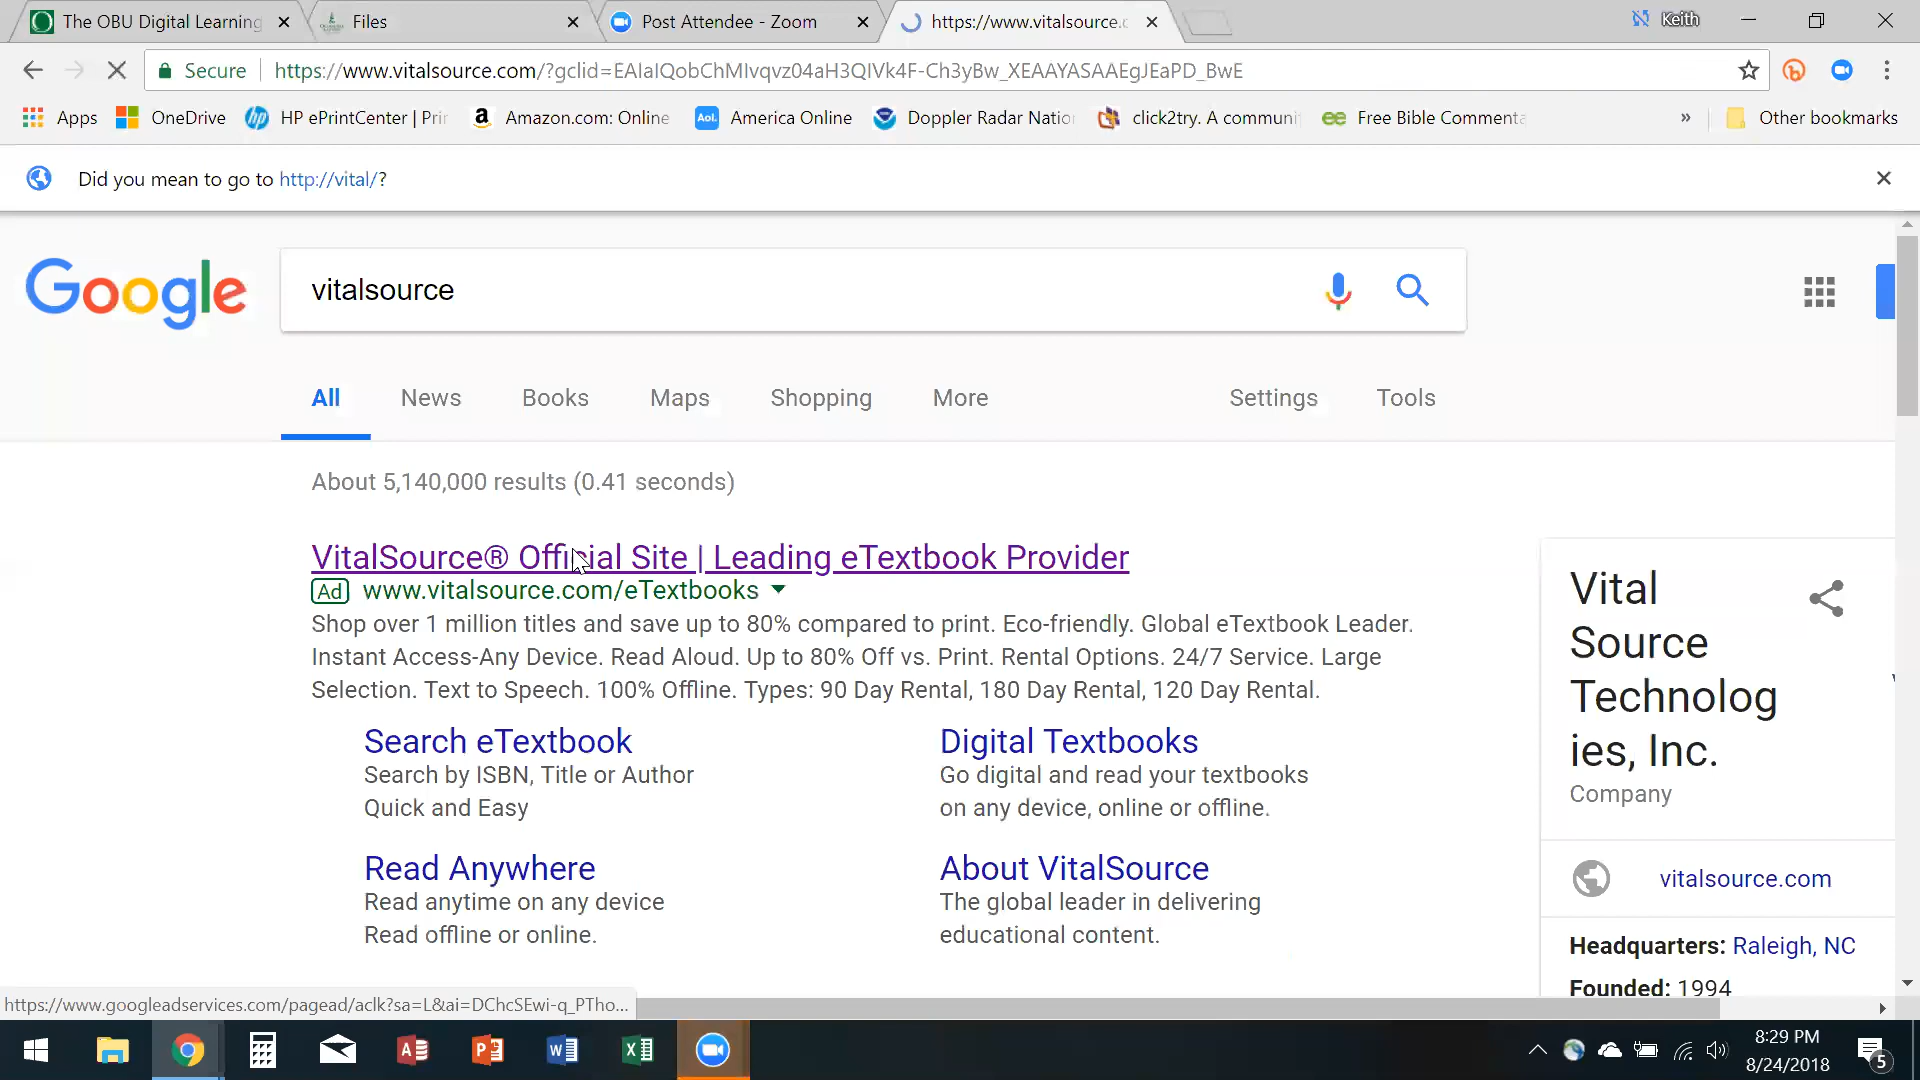 The OBU Digital Learning
Files
Post Attendee - Zoom
https://www.vitalsource.c
Keith
Secure
https://www.vitalsource.com/?gclid=EAIaIQobChMIvqvz04aH3QIVk4F-Ch3yBw_XEAAYASAAEgJEaPD_BwE
Apps
OneDrive
HP ePrintCenter | Prin
Amazon.com: Online
Aol.
America Online
Doppler Radar Natio
click2try. A communi
Free Bible Commenta
»
Other bookmarks
Did you mean to go to http://vital/?
Google
vitalsource
All
News
Books
Maps
Shopping
More
Settings
Tools
About 5,140,000 results (0.41 seconds)
VitalSource® Official Site | Leading eTextbook Provider
Ad www.vitalsource.com/eTextbooks
Shop over 1 million titles and save up to 80% compared to print. Eco-friendly. Global eTextbook Leader.
Instant Access-Any Device. Read Aloud. Up to 80% Off vs. Print. Rental Options. 24/7 Service. Large
Selection. Text to Speech. 100% Offline. Types: 90 Day Rental, 180 Day Rental, 120 Day Rental.
Search eTextbook
Search by ISBN, Title or Author
Quick and Easy
Digital Textbooks
Go digital and read your textbooks
on any device, online or offline.
Read Anywhere
Read anytime on any device
Read offline or online.
About VitalSource
The global leader in delivering
educational content.
Vital
Source
Technolog
ies, Inc.
Company
vitalsource.com
Headquarters: Raleigh, NC
Founded: 1994
https://www.googleadservices.com/pagead/aclk?sa=L&ai=DChcSEwi-q_PTho...
8:29 PM
8/24/2018
5